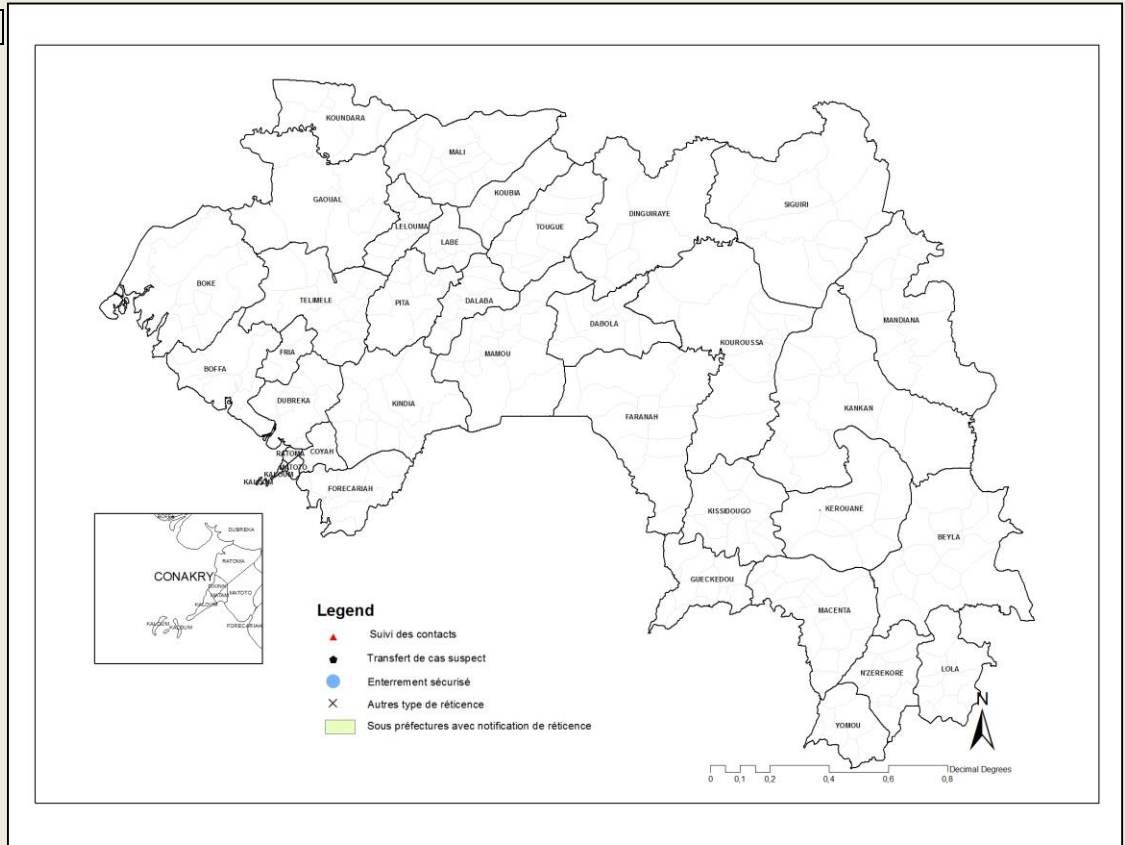 KOUNDARA
MALI
GAOUAL
KOUBIA
SIGUIRI
DINGUIRAYE
LELOUMA
TOUGUE
LABE
BOKE
TELIMELE
PITA
DALABA
MANDIANA
DABOLA
KOUROUSSA
FRIA
MAMOU
BOFFA
DUBREKA
KINDIA
KANKAN
FARANAH
RATOMA
COYAH
MATOTO
KALOUM
KALOUM
FORECARIAH
KISSIDOUGO
KEROUANE
BEYLA
GUECKEDOU
MACENTA
N'ZEREKORE
LOLA
YOMOU
DUBREKA
RATOMA
CONAKRY
DIXINN
MATAM
MATOTO
KALOUM
KALOUM
KALOUM
FORECARIAH
Legend
Suivi des contacts
Transfert de cas suspect
Enterrement sécurisé
Autres type de réticence
Sous préfectures avec notification de réticence
N
Decimal Degrees
0 0,1 0,2 0,4 0,6 0,8